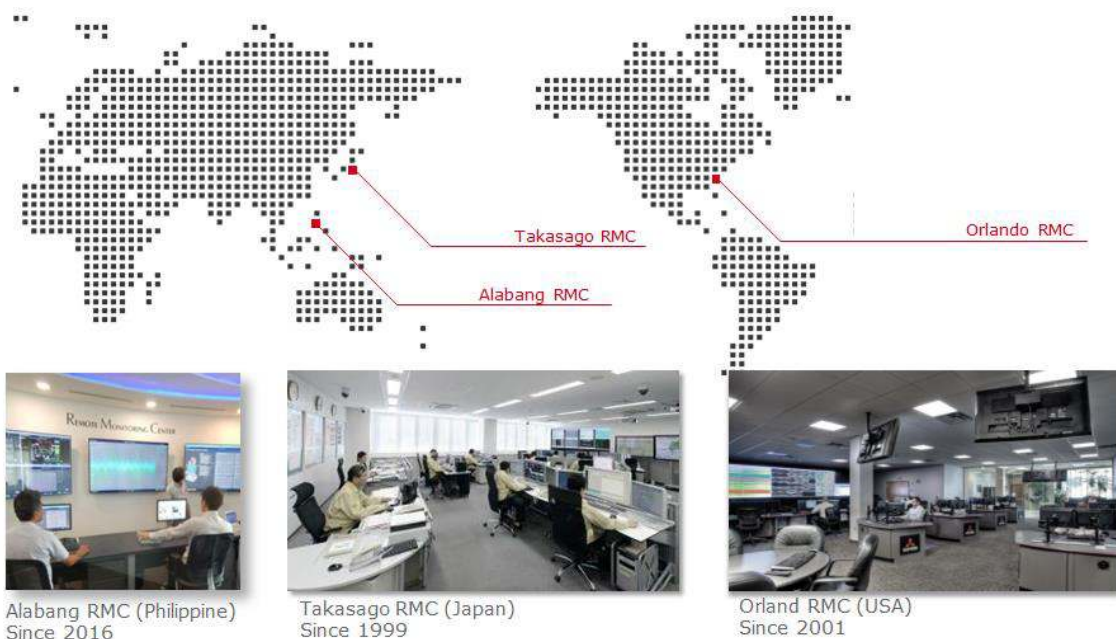 Takasago RMC
Orlando RMC
Alabang RMC
REMOTE MONITORING CENTER
Alabang RMC (Philippine)
Since 2016
Takasago RMC (Japan)
Since 1999
Orland RMC (USA)
Since 2001